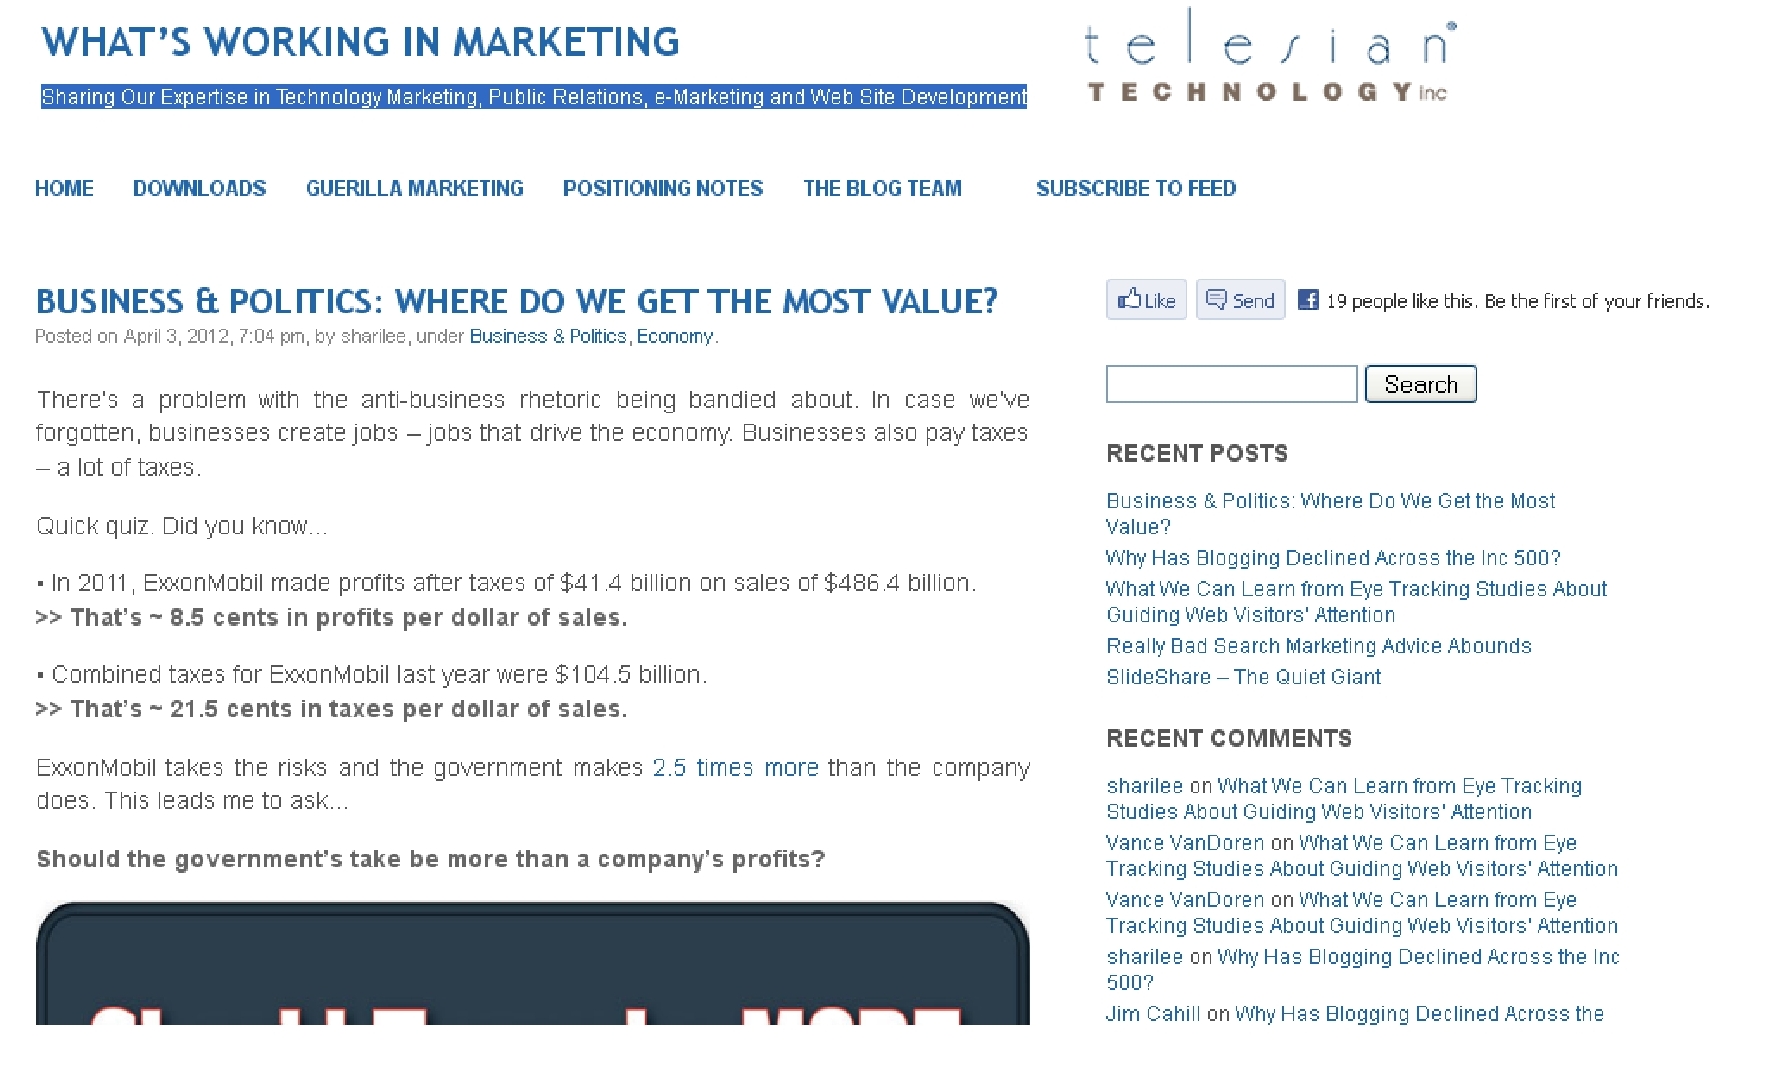 WHAT'S WORKING IN MARKETING
Sharing Our Expertise in Technology Marketing, Public Relations, e-Marketing and Web Site Development
telesian®
TECHNOLOGY inc
HOME DOWNLOADS GUERILLA MARKETING POSITIONING NOTES THE BLOG TEAM SUBSCRIBE TO FEED
BUSINESS & POLITICS: WHERE DO WE GET THE MOST VALUE?
Posted on April 3, 2012, 7:04 pm, by sharilee, under Business & Politics, Economy.
There's a problem with the anti-business rhetoric being bandied about. In case we've
forgotten, businesses create jobs – jobs that drive the economy. Businesses also pay taxes
– a lot of taxes.
Quick quiz. Did you know...
▪ In 2011, ExxonMobil made profits after taxes of $41.4 billion on sales of $486.4 billion.
>> That's ~ 8.5 cents in profits per dollar of sales.
▪ Combined taxes for ExxonMobil last year were $104.5 billion.
>> That's ~ 21.5 cents in taxes per dollar of sales.
ExxonMobil takes the risks and the government makes 2.5 times more than the company
does. This leads me to ask...
Should the government's take be more than a company's profits?
Like Send 19 people like this. Be the first of your friends.
Search
RECENT POSTS
Business & Politics: Where Do We Get the Most
Value?
Why Has Blogging Declined Across the Inc 500?
What We Can Learn from Eye Tracking Studies About
Guiding Web Visitors' Attention
Really Bad Search Marketing Advice Abounds
SlideShare – The Quiet Giant
RECENT COMMENTS
sharilee on What We Can Learn from Eye Tracking
Studies About Guiding Web Visitors' Attention
Vance VanDoren on What We Can Learn from Eye
Tracking Studies About Guiding Web Visitors' Attention
Vance VanDoren on What We Can Learn from Eye
Tracking Studies About Guiding Web Visitors' Attention
sharilee on Why Has Blogging Declined Across the Inc
500?
Jim Cahill on Why Has Blogging Declined Across the